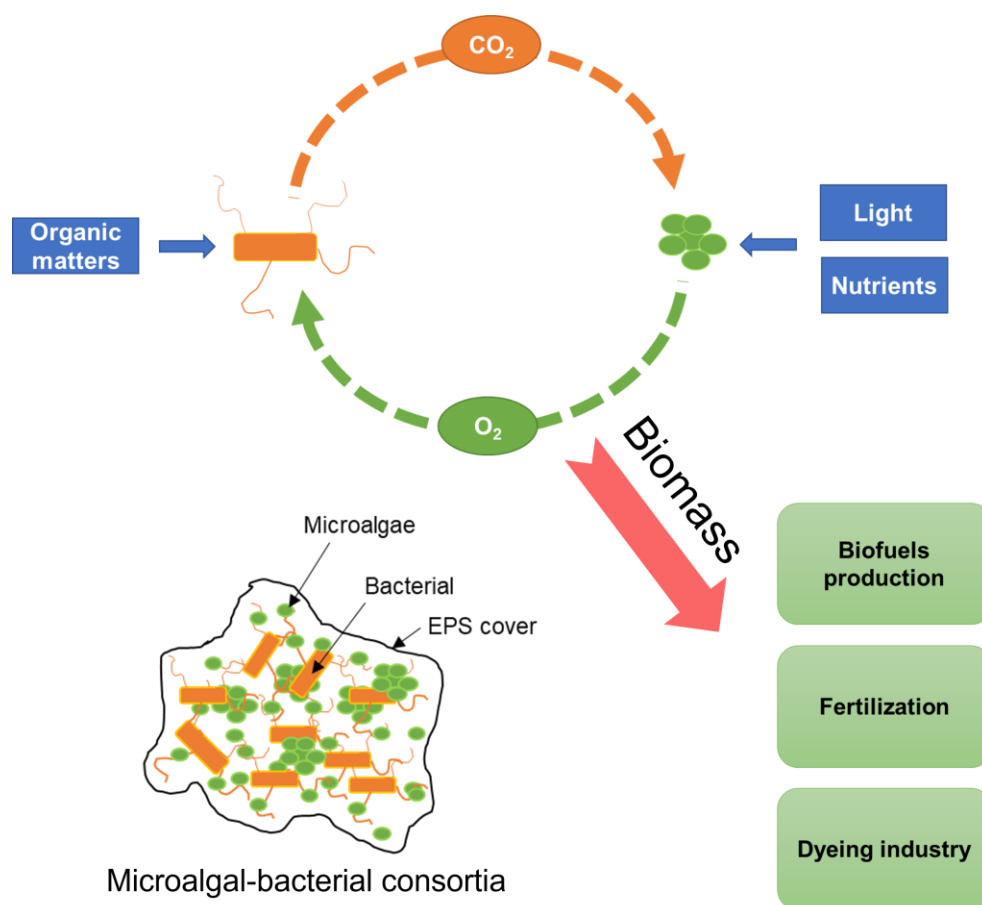 CO₂
Organic
matters
Light
Nutrients
O₂
Biomass
Microalgae
Bacterial
EPS cover
Biofuels
production
Fertilization
Dyeing industry
Microalgal-bacterial consortia